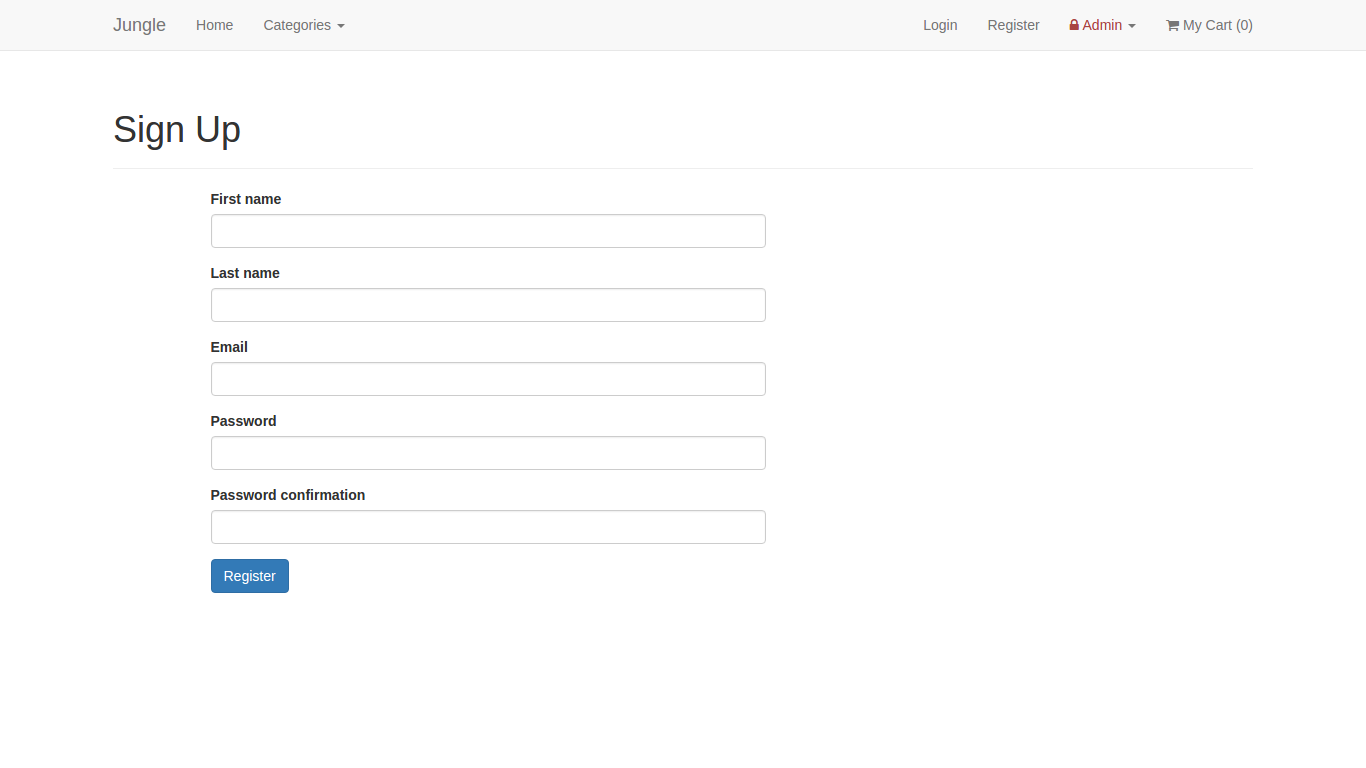 Jungle Home Categories Login Register Admin My Cart (0)
Sign Up
First name
Last name
Email
Password
Password confirmation
Register